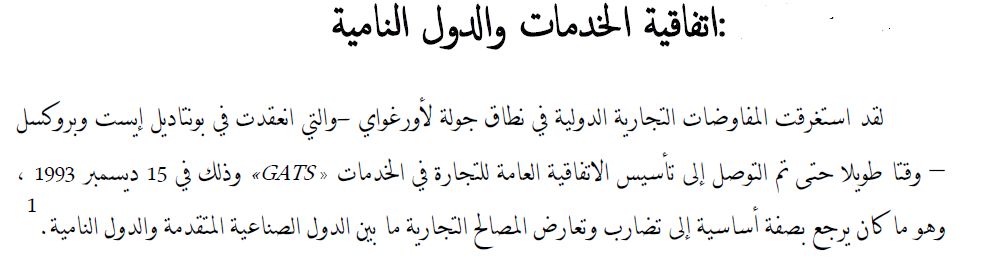 اتفاقية الخدمات والدول النامية:
لقد استغرقت المفاوضات التجارية الدولية في نطاق جولة لأورغواي –والتي انعقدت في بونتاديل إيست وبروكسل
– وقتا طويلا حتى تم التوصل إلى تأسيس الاتفاقية العامة للتجارة في الخدمات « GATS» وذلك في 15 ديسمبر 1993 ،
وهو ما كان يرجع بصفة أساسية إلى تضارب وتعارض المصالح التجارية ما بين الدول الصناعية المتقدمة والدول النامية.1